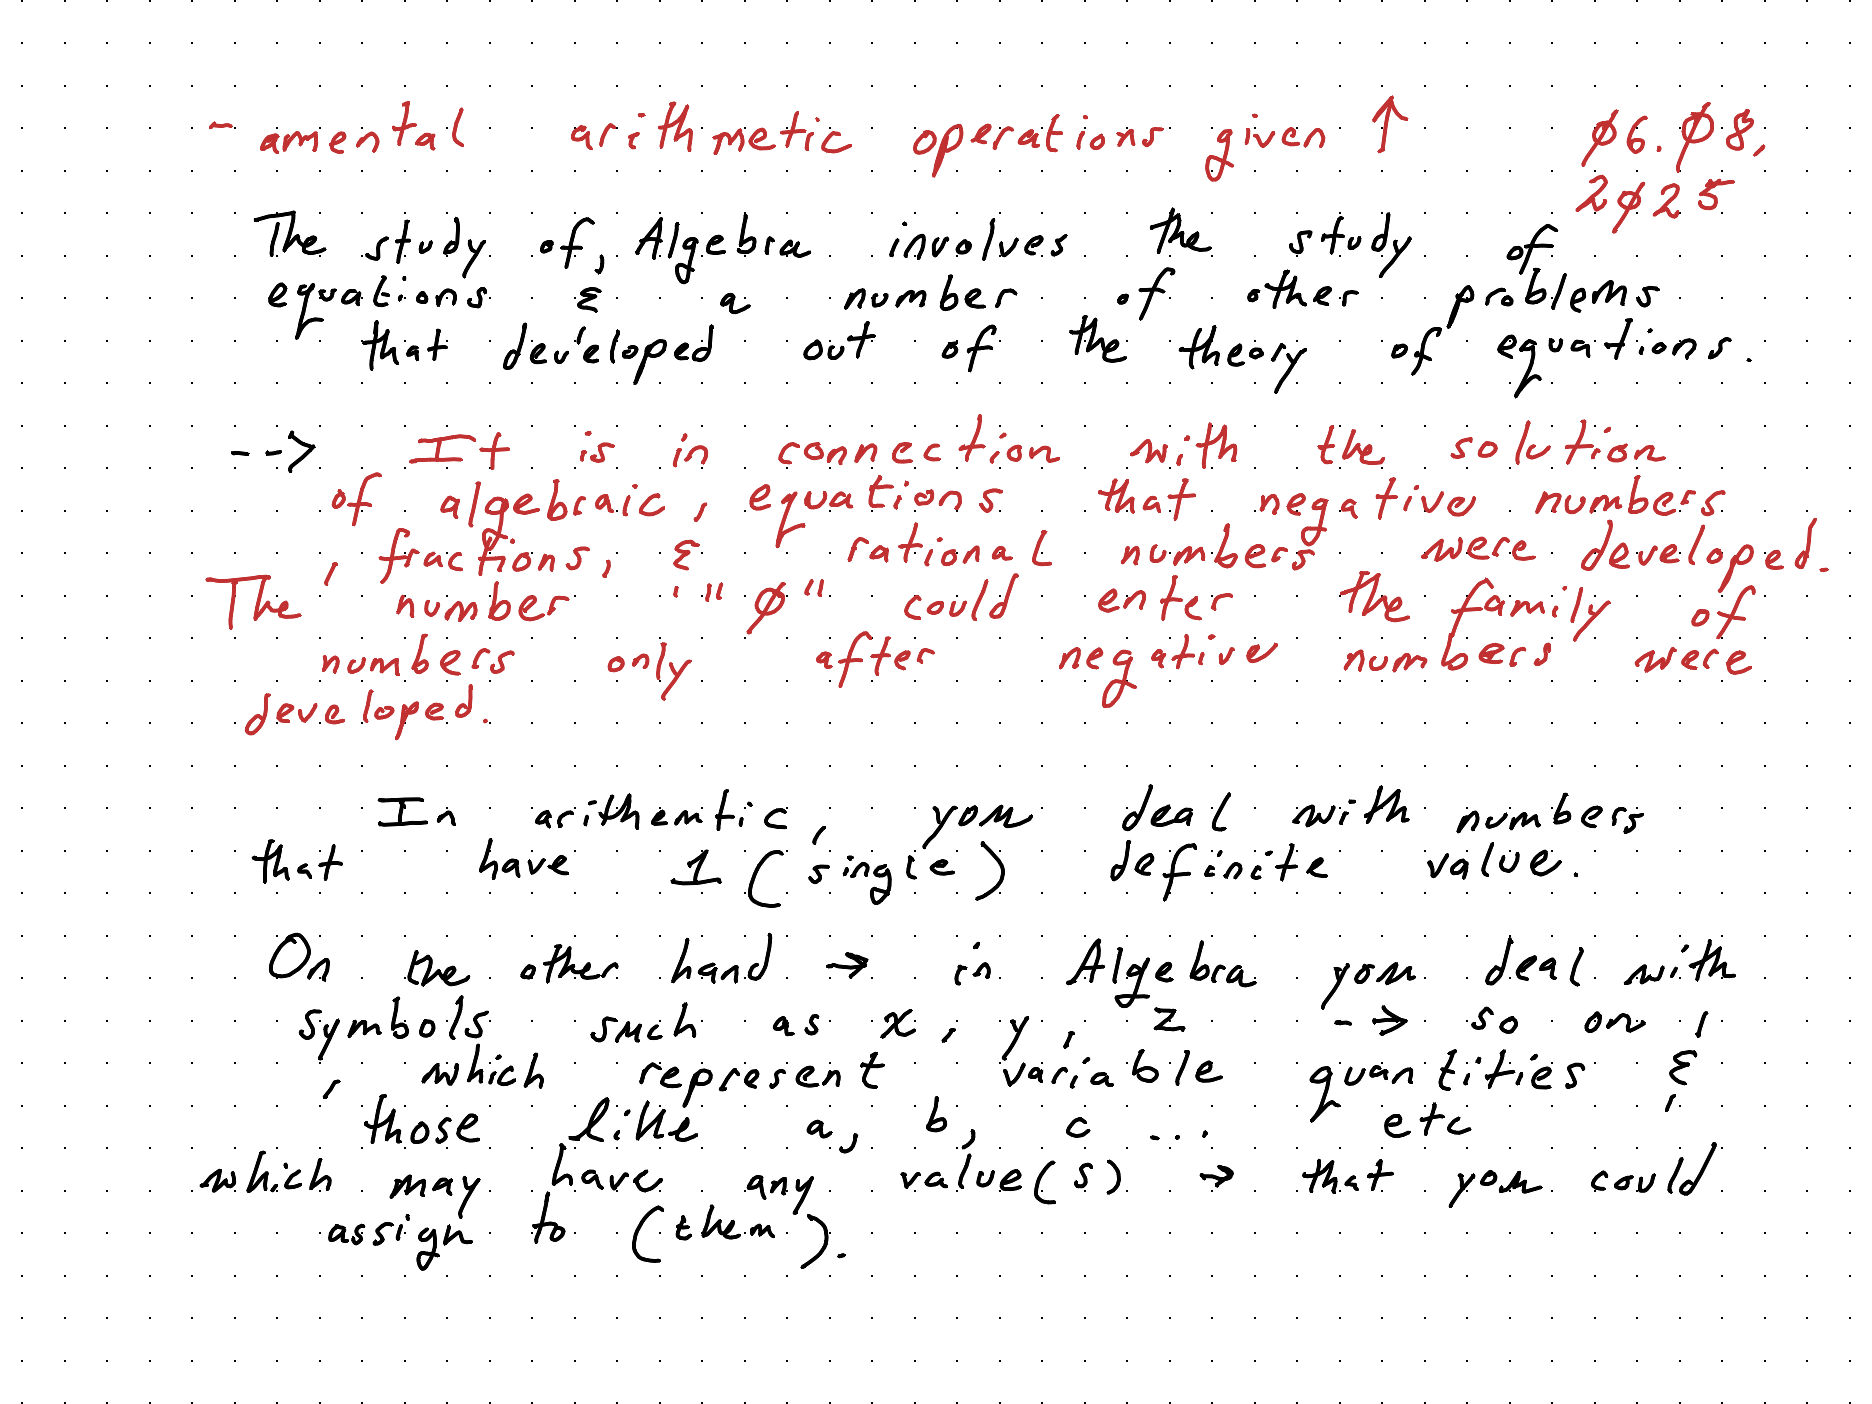 - amental arithmetic operations given ↑ ø6.ø8,
2ø25
The study of, Algebra involves the study of
equations & a number of other problems
that developed out of the theory of equations.
--> It is in connection with the solution
of algebraic, equations that negative numbers
, fractions, & rational numbers were developed.
The number '"ø" could enter the family of
numbers only after negative numbers were
developed.
In arithemtic, you deal with numbers
that have 1 (single) definite value.
On the other hand → in Algebra you deal with
symbols such as x, y, z -→ so on,
, which represent variable quantities &,
those like a, b, c ... etc
which may have any value(s) → that you could
assign to (them).